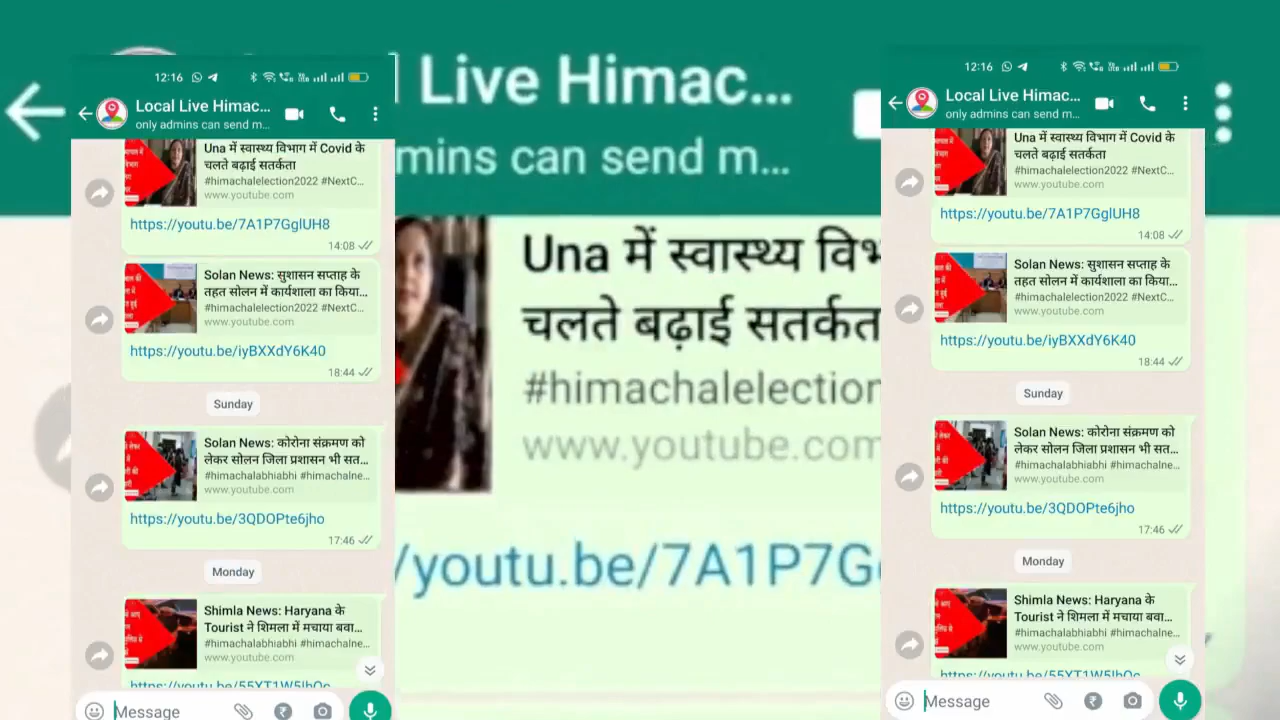 12:16
Local Live Himac...
only admins can send m...
Una में स्वास्थ्य विभाग में Covid के
चलते बढ़ाई सतर्कता
#himachalelection2022 #NextC...
www.youtube.com
https://youtu.be/7A1P7GglUH8
14:08
Solan News: सुशासन सप्ताह के
तहत सोलन में कार्यशाला का किया...
#himachalelection2022 #NextC...
www.youtube.com
https://youtu.be/iyBXXdY6K40
18:44
Sunday
Solan News: कोरोना संक्रमण को
लेकर सोलन जिला प्रशासन भी सत...
#himachalabhiabhi #himachalne...
www.youtube.com
https://youtu.be/3QDOPte6jho
17:46
Monday
Shimla News: Haryana के
Tourist ने शिमला में मचाया बवा...
#himachalabhiabhi #himachalne...
www.youtube.com
Message
Live Himac...
mins can send m...
Una में स्वास्थ्य विभ
चलते बढ़ाई सतर्कता
#himachalelection
www.youtube.com
/youtu.be/7A1P7G
12:16
Local Live Himac...
only admins can send m...
Una में स्वास्थ्य विभाग में Covid के
चलते बढ़ाई सतर्कता
#himachalelection2022 #NextC...
www.youtube.com
https://youtu.be/7A1P7GglUH8
14:08
Solan News: सुशासन सप्ताह के
तहत सोलन में कार्यशाला का किया...
#himachalelection2022 #NextC...
www.youtube.com
https://youtu.be/iyBXXdY6K40
18:44
Sunday
Solan News: कोरोना संक्रमण को
लेकर सोलन जिला प्रशासन भी सत...
#himachalabhiabhi #himachalne...
www.youtube.com
https://youtu.be/3QDOPte6jho
17:46
Monday
Shimla News: Haryana के
Tourist ने शिमला में मचाया बवा...
#himachalabhiabhi #himachalne...
www.youtube.com
Message